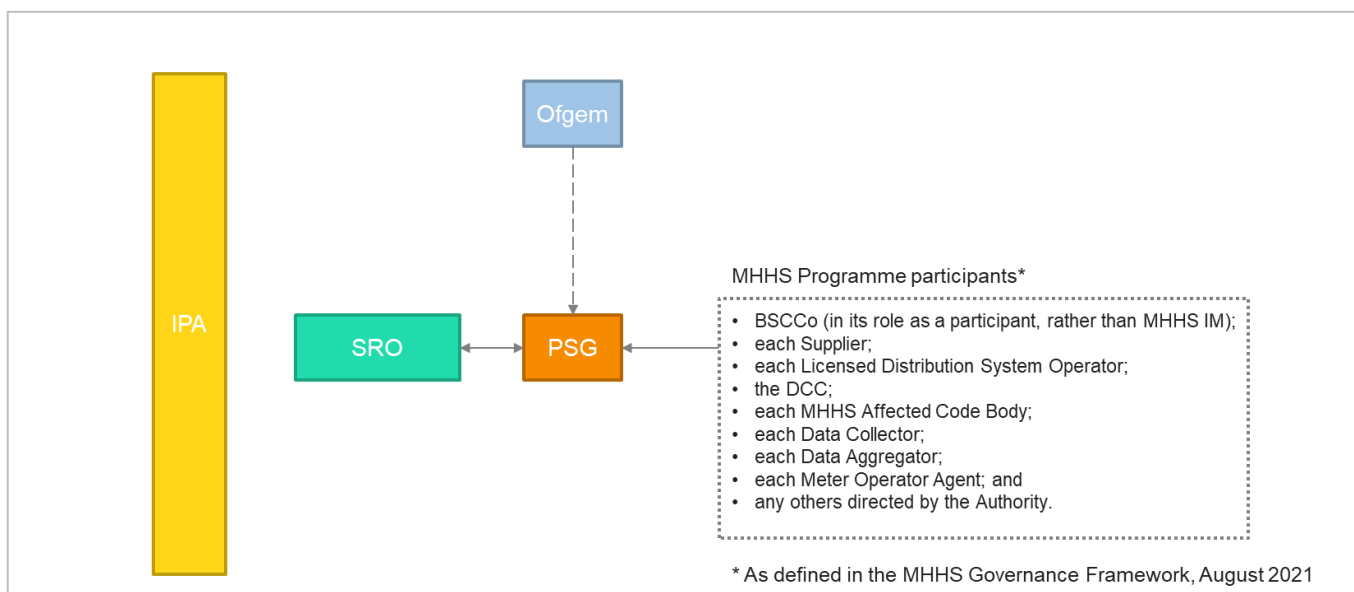 Ofgem
IPA
SRO
PSG
MHHS Programme participants*
• BSCCo (in its role as a participant, rather than MHHS IM);
• each Supplier;
• each Licensed Distribution System Operator;
• the DCC;
• each MHHS Affected Code Body;
• each Data Collector;
• each Data Aggregator;
• each Meter Operator Agent; and
• any others directed by the Authority.
* As defined in the MHHS Governance Framework, August 2021